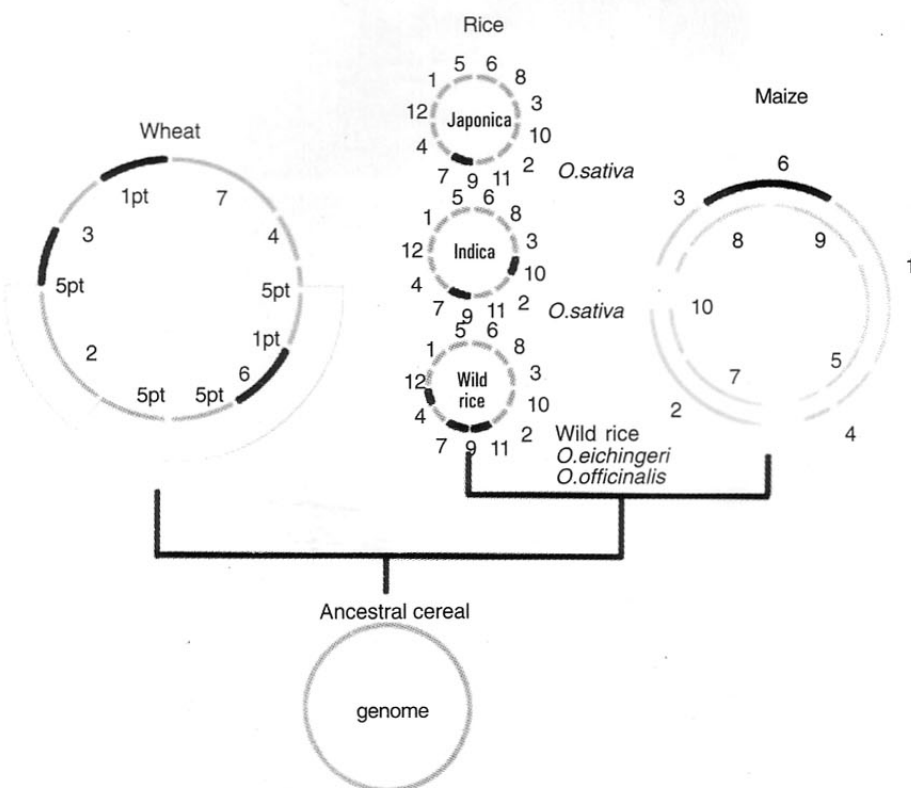 Rice
5 6
1 8
12 3
Japonica
4 10
7 9 11 2
O.sativa
5 6
1 8
12 3
Indica
4 10
7 9 11 2
O.sativa
5 6
1 8
12 3
Wild
rice
4 10
7 9 11 2
Wild rice
O.eichingeri
O.officinalis
Wheat
1pt 7
3 4
5pt 5pt
1pt
2 6
5pt 5pt
Maize
6
3
8 9
1
10
5
7
2 4
Ancestral cereal
genome